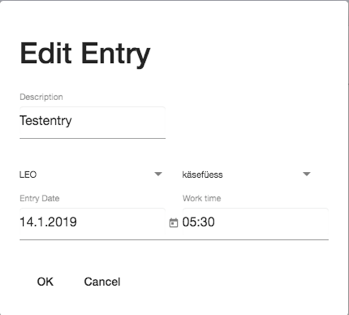 Edit Entry
Description
Testentry
LEO käsefüess
Entry Date Work time
14.1.2019 05:30
OK Cancel